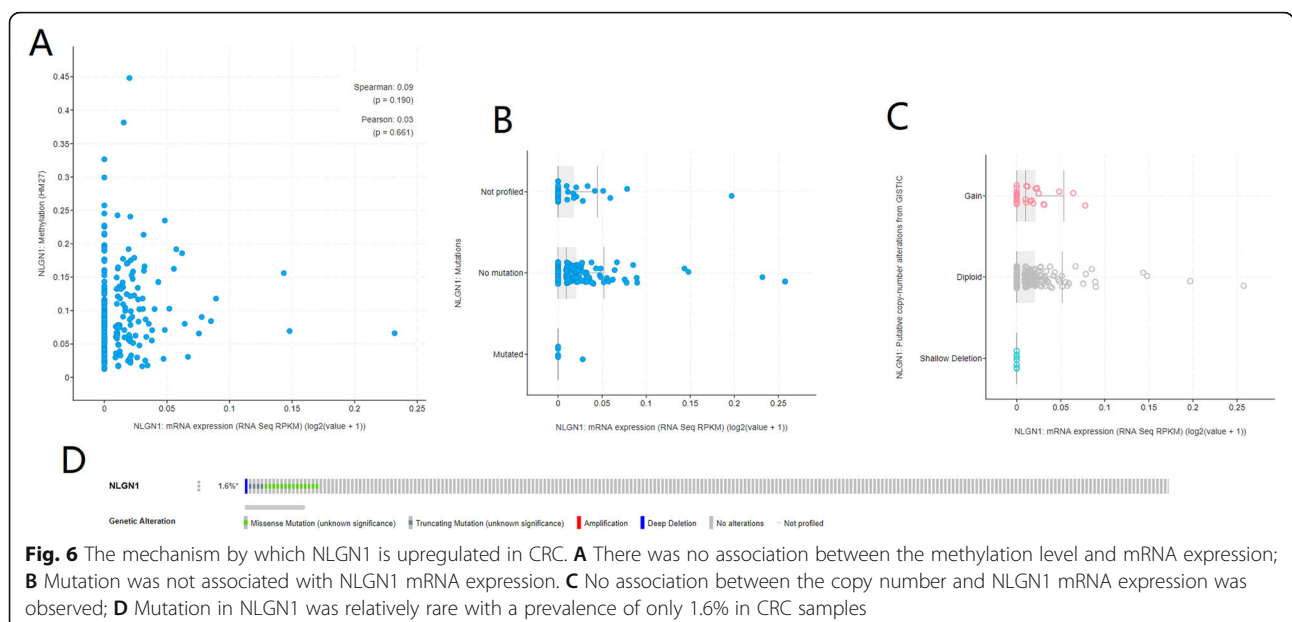 A
NLGN1: Methylation (HM27)
0.45
0.4
0.35
0.3
0.25
0.2
0.15
0.1
0.05
0
Spearman: 0.09
(p = 0.190)
Pearson: 0.03
(p = 0.661)
0 0.05 0.1 0.15 0.2 0.25
NLGN1: mRNA expression (RNA Seq RPKM) (log2(value + 1))
B
NLGN1: Mutations
Not profiled
No mutation
Mutated
0 0.05 0.1 0.15 0.2 0.25
NLGN1: mRNA expression (RNA Seq RPKM) (log2(value + 1))
C
NLGN1: Putative copy-number alterations from GISTIC
Gain
Diploid
Shallow Deletion
0 0.05 0.1 0.15 0.2 0.25
NLGN1: mRNA expression (RNA Seq RPKM) (log2(value + 1))
D
NLGN1 1.6%*
Genetic Alteration Missense Mutation (unknown significance) Truncating Mutation (unknown significance) Amplification Deep Deletion No alterations Not profiled
Fig. 6 The mechanism by which NLGN1 is upregulated in CRC. A There was no association between the methylation level and mRNA expression;
B Mutation was not associated with NLGN1 mRNA expression. C No association between the copy number and NLGN1 mRNA expression was
observed; D Mutation in NLGN1 was relatively rare with a prevalence of only 1.6% in CRC samples